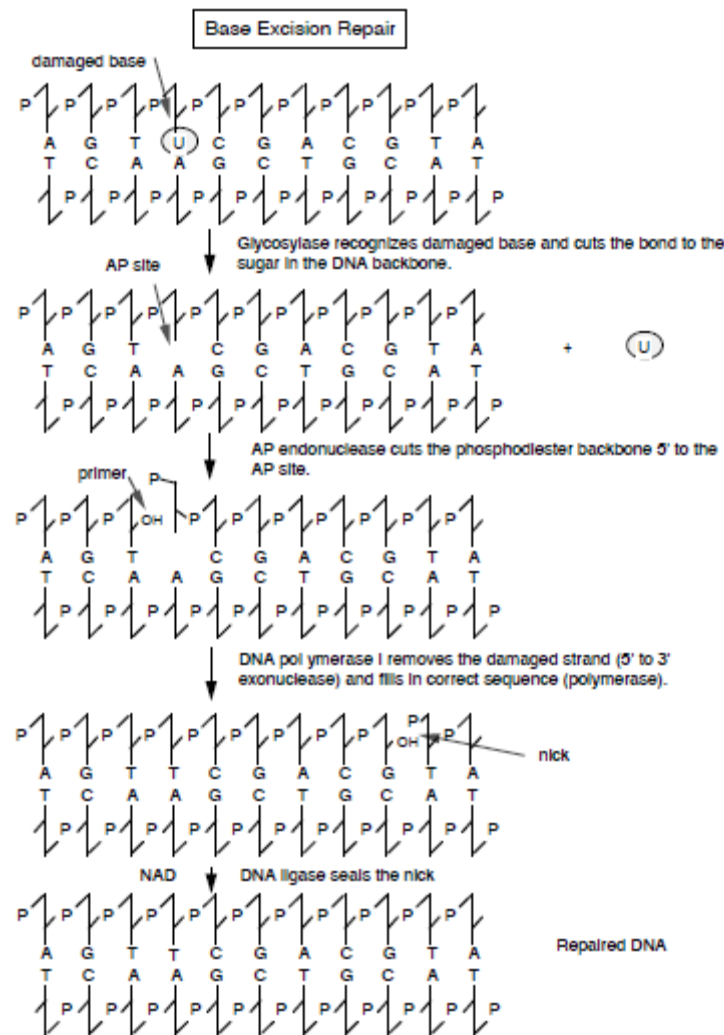 Base Excision Repair
damaged base
P P P P P P P P P P P
A G T U C G A C G T A
T C A A G C T G C A T
P P P P P P P P P P P
Glycosylase recognizes damaged base and cuts the bond to the
sugar in the DNA backbone.
AP site
P P P P P P P P P P P
A G T C G A C G T A
+ U
T C A A G C T G C A T
P P P P P P P P P P P
AP endonuclease cuts the phosphodiester backbone 5' to the
AP site.
primer
P
P P P OH P P P P P P P
A G T C G A C G T A
T C A A G C T G C A T
P P P P P P P P P P P
DNA pol ymerase I removes the damaged strand (5' to 3'
exonuclease) and fills in correct sequence (polymerase).
P
P P P P P P P P P OH P
nick
A G T T C G A C G T A
T C A A G C T G C A T
P P P P P P P P P P P
NAD DNA ligase seals the nick
P P P P P P P P P P P
A G T T C G A C G T A
Repaired DNA
T C A A G C T G C A T
P P P P P P P P P P P